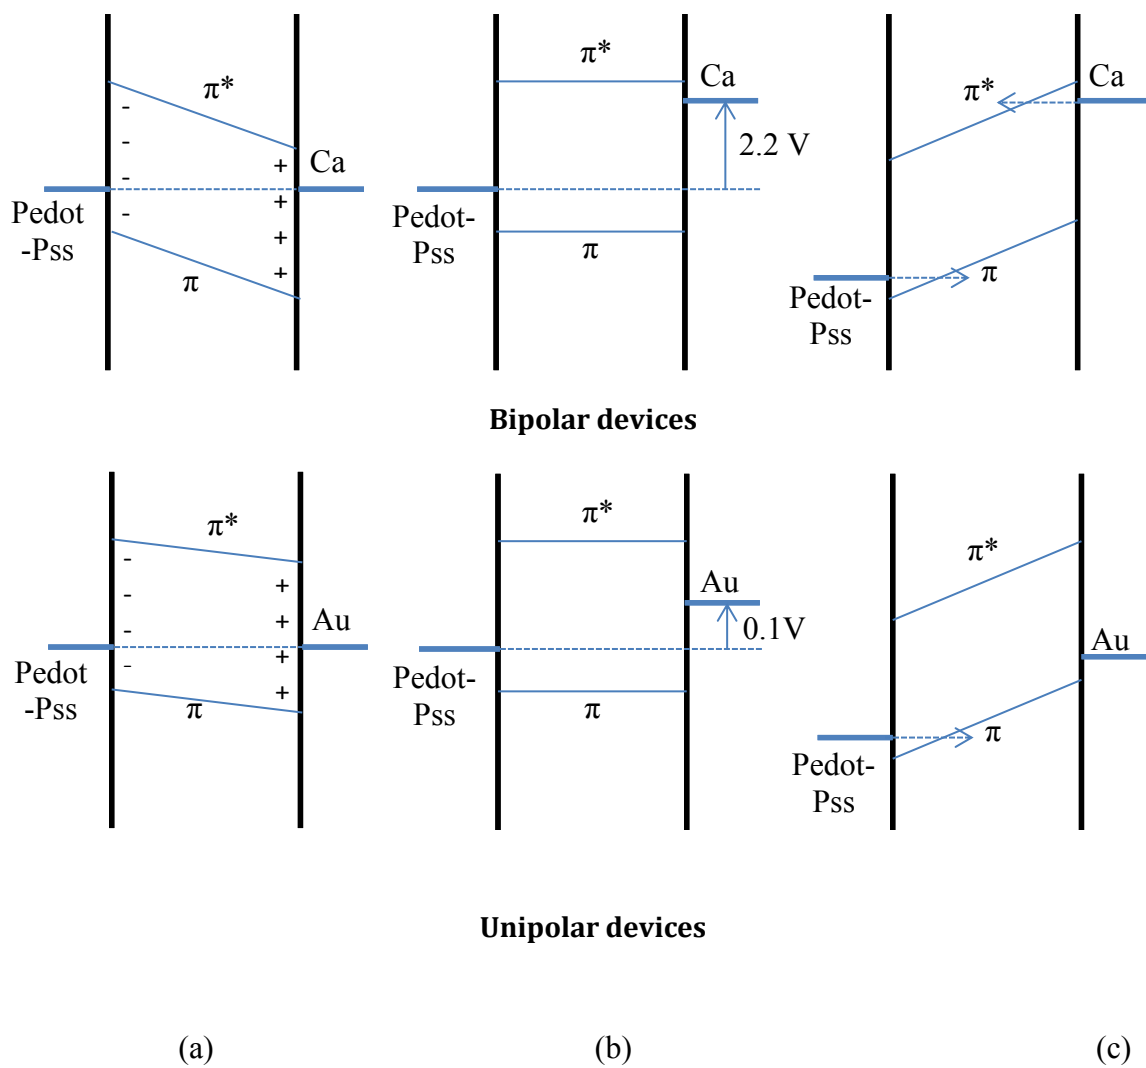 π*
-
-
-
-
+
+
+
+
Ca
Pedot
-Pss
π
π*
Ca
2.2 V
Pedot-
Pss
π
π*
Ca
Pedot-
Pss
π
Bipolar devices
π*
-
-
-
-
+
+
+
+
Au
Pedot
-Pss
π
π*
Au
0.1V
Pedot-
Pss
π
π*
Au
Pedot-
Pss
π
Unipolar devices
(a) (b) (c)